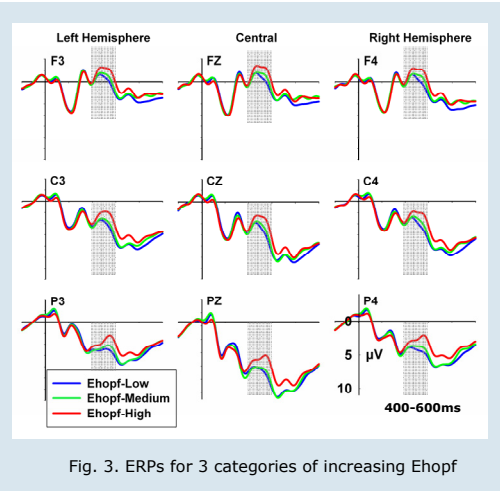 Left Hemisphere Central Right Hemisphere
F3 FZ F4
C3 CZ C4
P3 PZ P4
0
5
μV
10
Ehopf-Low
Ehopf-Medium
Ehopf-High
400-600ms
Fig. 3. ERPs for 3 categories of increasing Ehopf